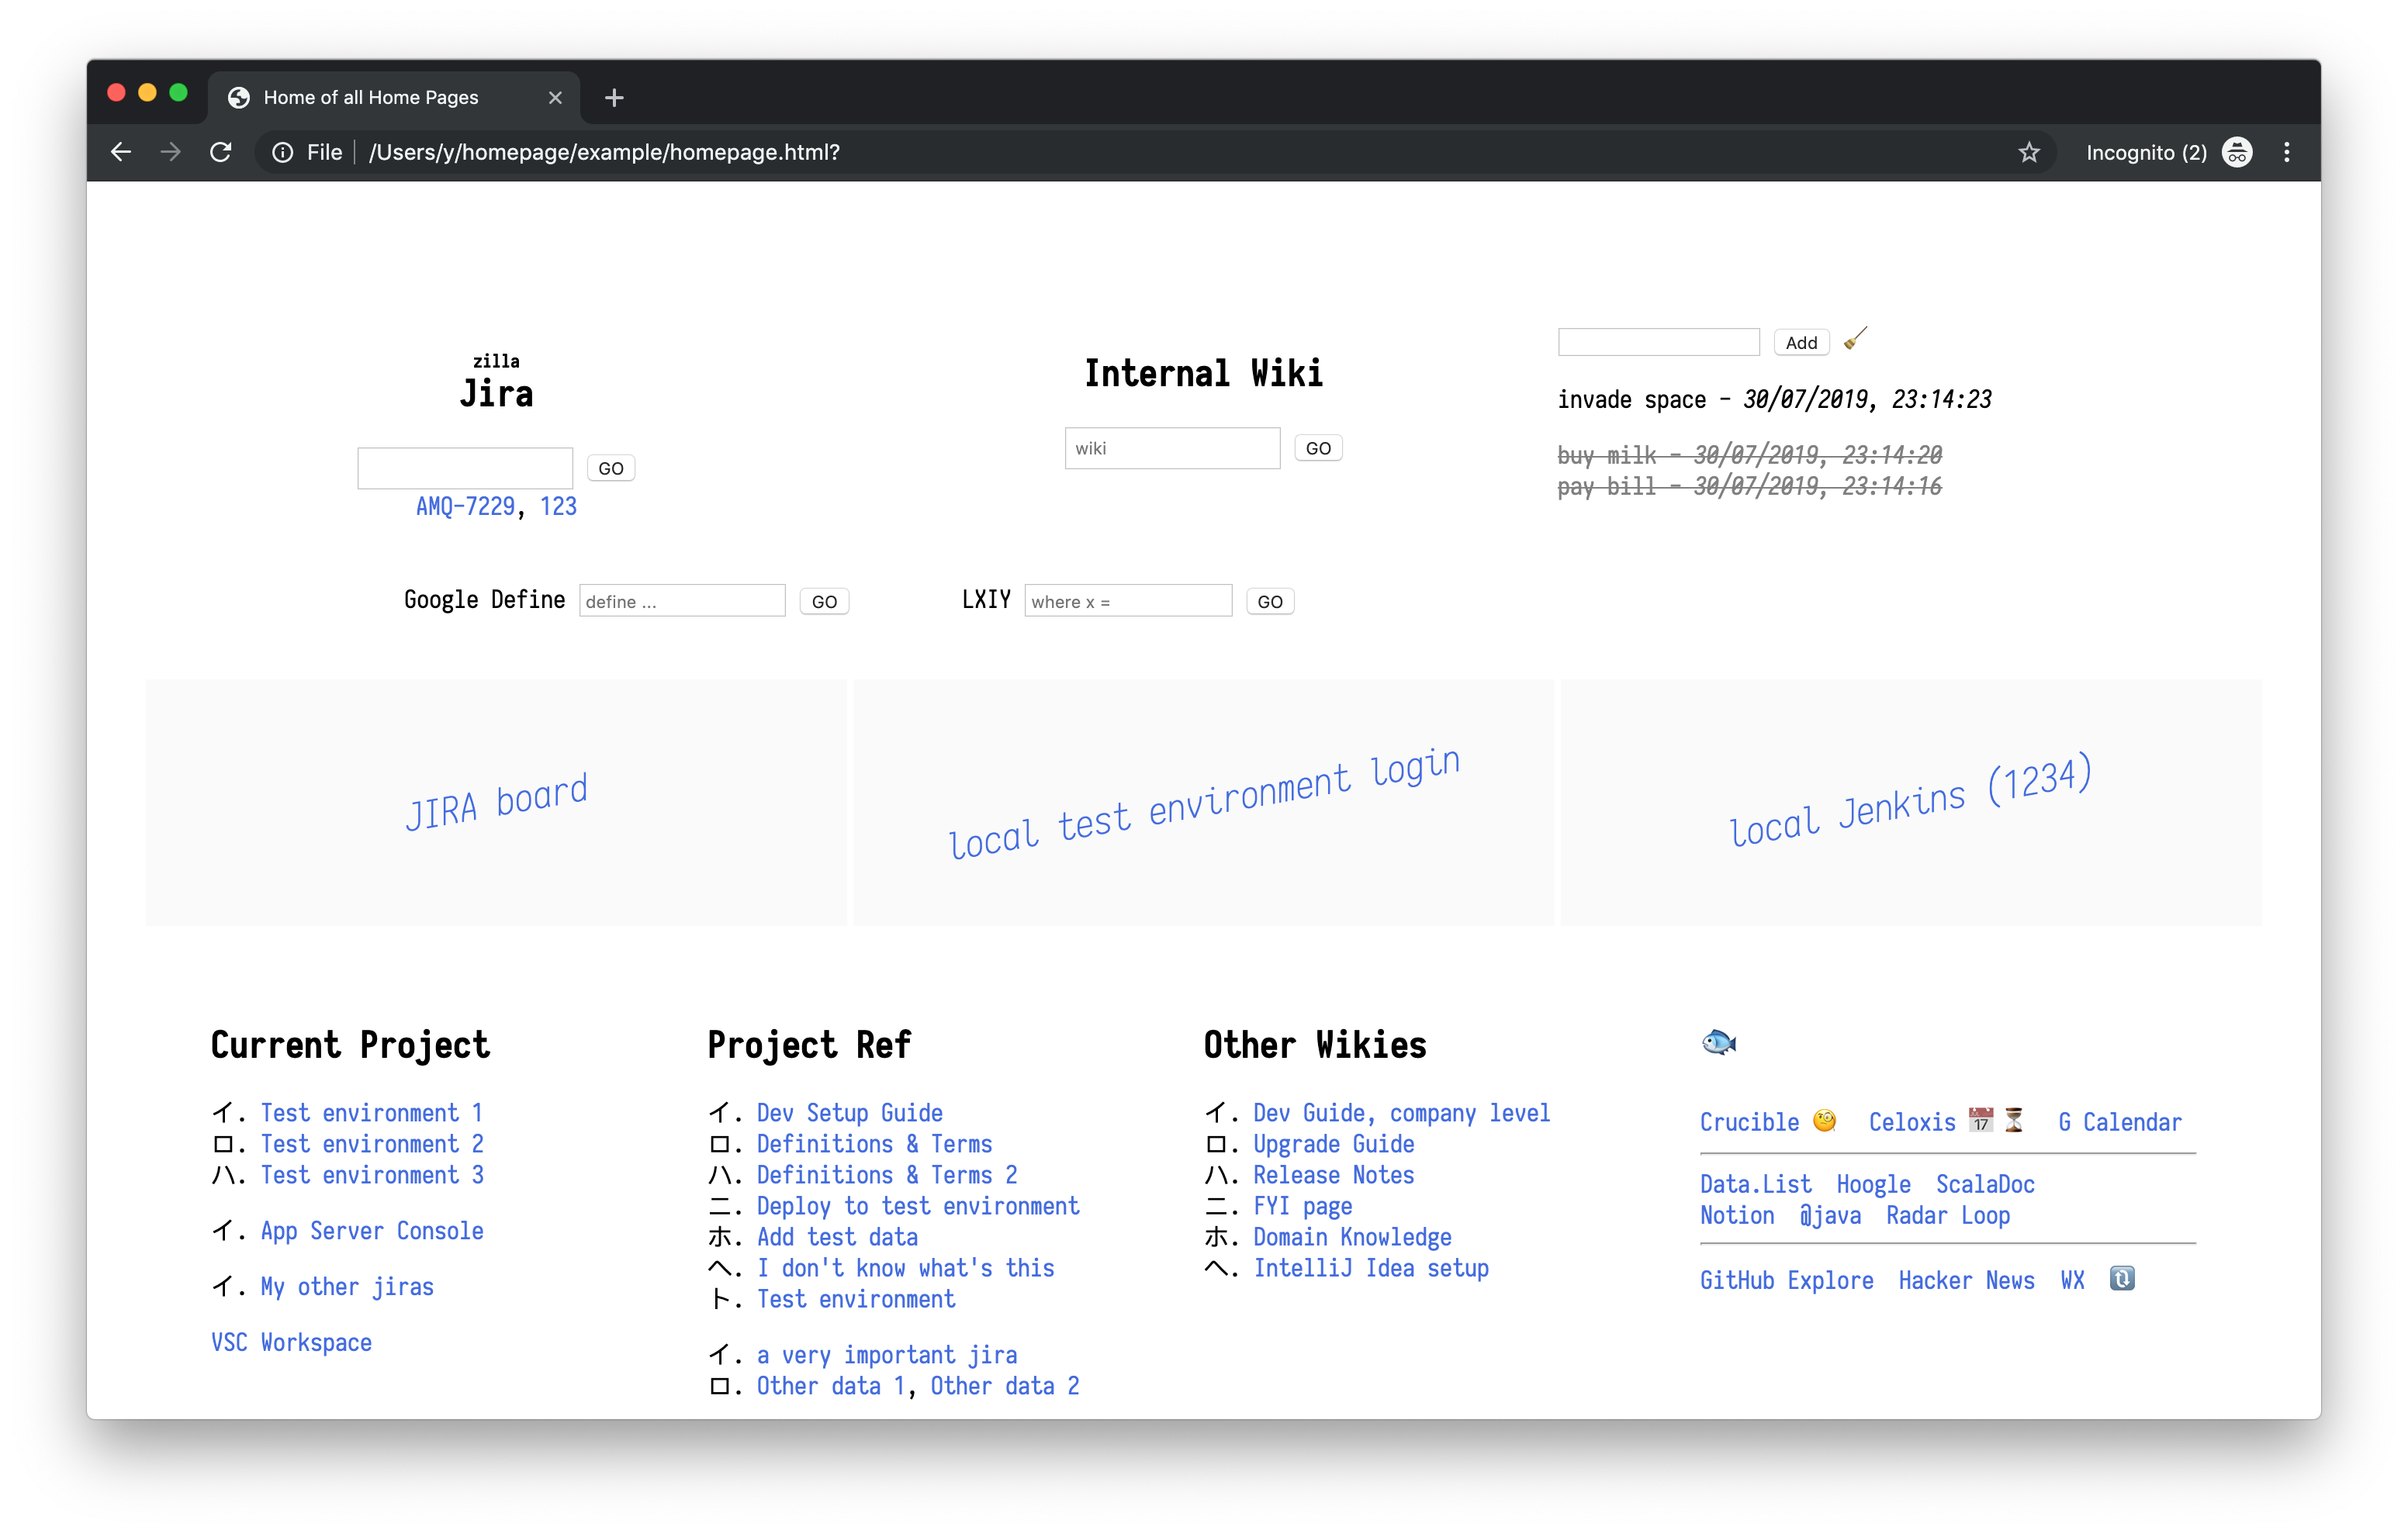 Home of all Home Pages
File /Users/y/homepage/example/homepage.html?
Incognito (2)
zilla
Jira
GO
AMQ-7229, 123
Internal Wiki
wiki GO
Add 🧹
invade space - 30/07/2019, 23:14:23
buy milk - 30/07/2019, 23:14:20
pay bill - 30/07/2019, 23:14:16
Google Define define ... GO
LXIY where x = GO
JIRA board
local test environment login
local Jenkins (1234)
Current Project
イ. Test environment 1
ロ. Test environment 2
ハ. Test environment 3
イ. App Server Console
イ. My other jiras
VSC Workspace
Project Ref
イ. Dev Setup Guide
ロ. Definitions & Terms
ハ. Definitions & Terms 2
ニ. Deploy to test environment
ホ. Add test data
ヘ. I don't know what's this
ト. Test environment
イ. a very important jira
ロ. Other data 1, Other data 2
Other Wikies
イ. Dev Guide, company level
ロ. Upgrade Guide
ハ. Release Notes
ニ. FYI page
ホ. Domain Knowledge
ヘ. IntelliJ Idea setup
🐟
Crucible 🧐 Celoxis 📅 ⏳ G Calendar
Data.List Hoogle ScalaDoc
Notion @java Radar Loop
GitHub Explore Hacker News WX 🔃